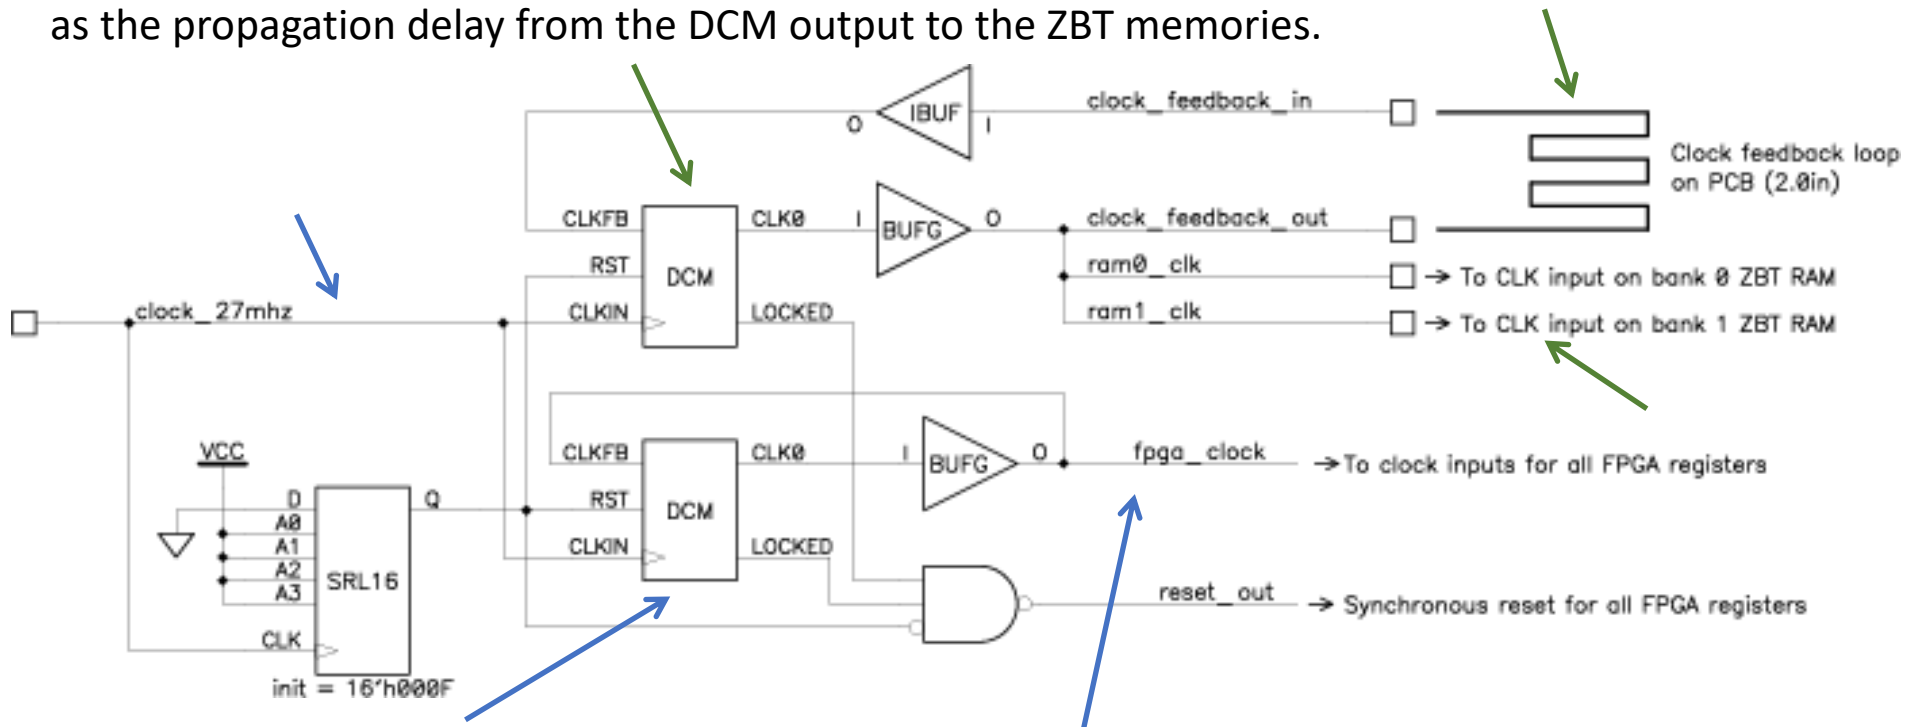 as the propagation delay from the DCM output to the ZBT memories.
IBUF
O
I
clock_feedback_in
Clock feedback loop
on PCB (2.0in)
CLKFB
CLK0
I
BUFG
O
clock_feedback_out
RST
DCM
ram0_clk
To CLK input on bank 0 ZBT RAM
clock_27mhz
CLKIN
LOCKED
ram1_clk
To CLK input on bank 1 ZBT RAM
VCC
CLKFB
CLK0
I
BUFG
O
fpga_clock
To clock inputs for all FPGA registers
D
Q
RST
DCM
A0
A1
CLKIN
LOCKED
A2
SRL16
A3
reset_out
Synchronous reset for all FPGA registers
CLK
init = 16'h000F